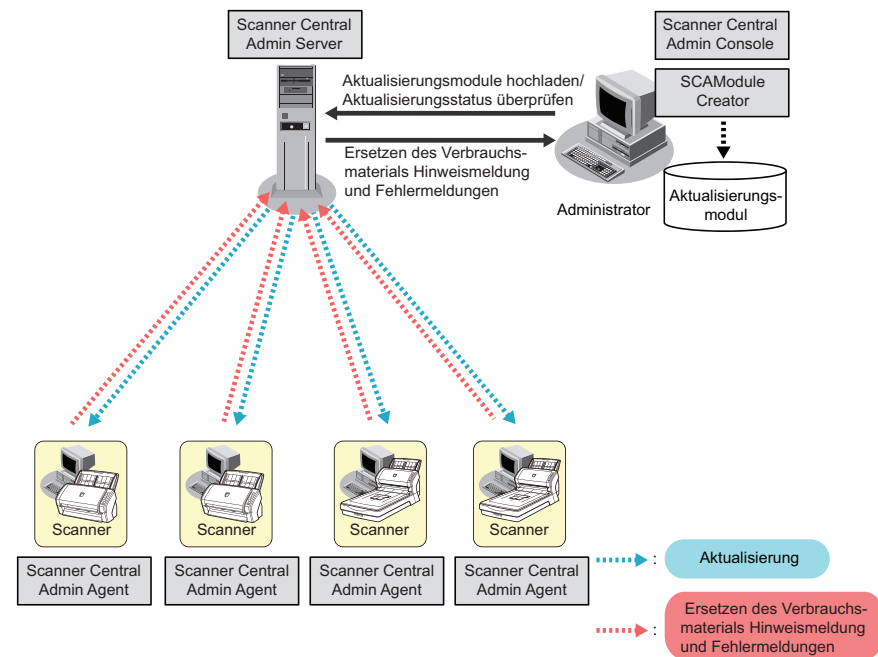 Scanner Central
Admin Server
Scanner Central
Admin Console
SCAModule
Creator
Aktualisierungsmodule hochladen/
Aktualisierungsstatus überprüfen
Ersetzen des Verbrauchs-
materials Hinweismeldung
und Fehlermeldungen
Administrator
Aktualisierungs-
modul
Scanner
Scanner
Scanner
Scanner
Scanner Central
Admin Agent
Scanner Central
Admin Agent
Scanner Central
Admin Agent
Scanner Central
Admin Agent
: Aktualisierung
: Ersetzen des Verbrauchs-
materials Hinweismeldung
und Fehlermeldungen